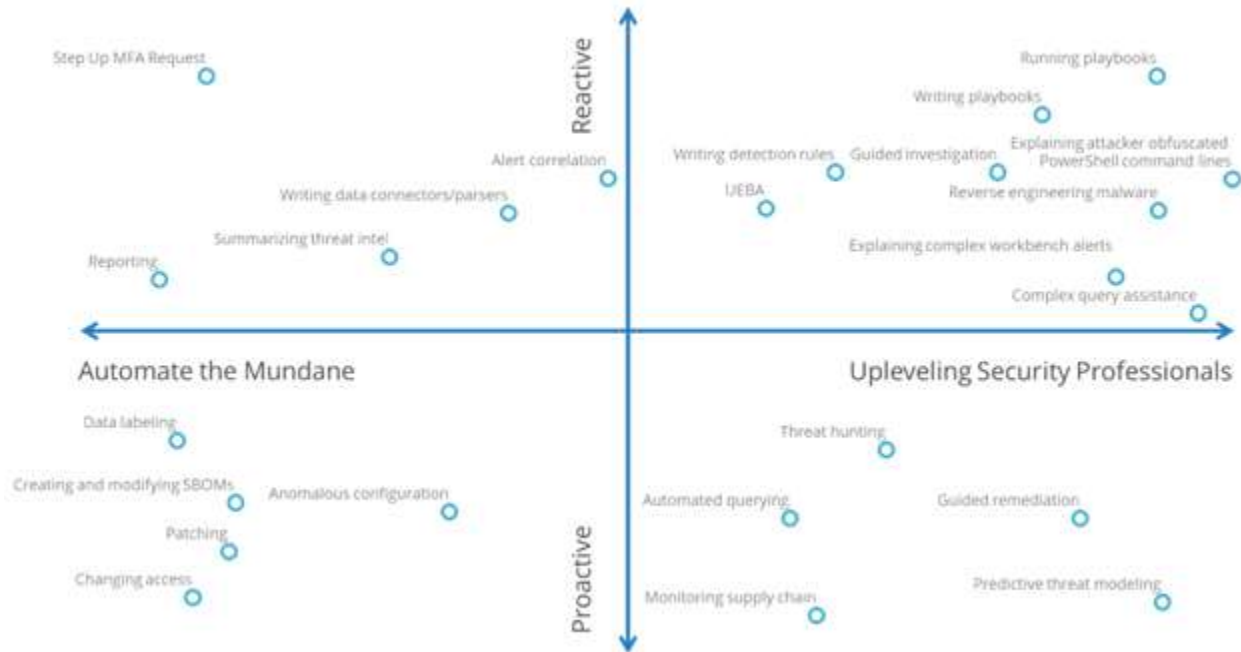 Step Up MFA Request
Reactive
Running playbooks
Writing playbooks
Alert correlation
Writing detection rules
Guided investigation
Explaining attacker obfuscated
PowerShell command lines
Writing data connectors/parsers
UEBA
Reverse engineering malware
Summarizing threat intel
Explaining complex workbench alerts
Reporting
Complex query assistance
Automate the Mundane
Upleveling Security Professionals
Data labeling
Threat hunting
Creating and modifying SBOMs
Anomalous configuration
Automated querying
Guided remediation
Patching
Proactive
Changing access
Monitoring supply chain
Predictive threat modeling